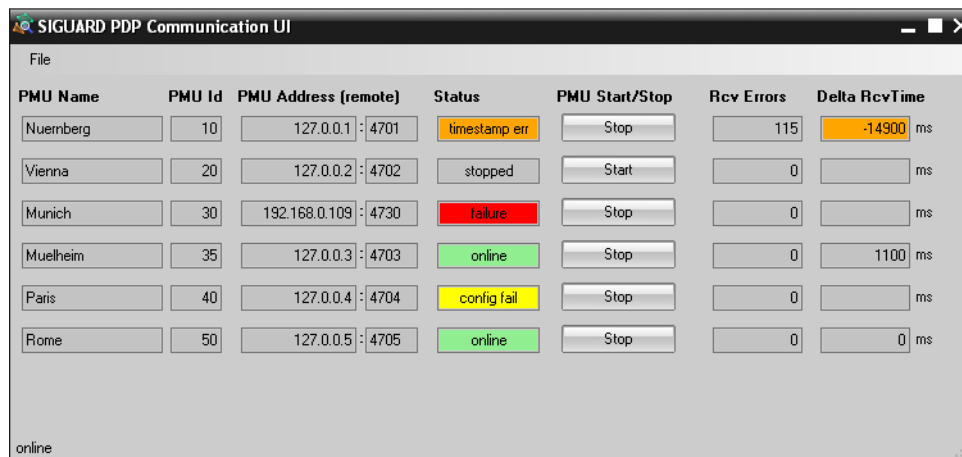 SIGUARD PDP Communication UI
File
PMU Name PMU Id PMU Address (remote) Status PMU Start/Stop Rcv Errors Delta RcvTime
Nuernberg 10 127.0.0.1 : 4701 timestamp err Stop 115 -14900 ms
Vienna 20 127.0.0.2 : 4702 stopped Start 0 ms
Munich 30 192.168.0.109 : 4730 failure Stop 0 ms
Muelheim 35 127.0.0.3 : 4703 online Stop 0 1100 ms
Paris 40 127.0.0.4 : 4704 config fail Stop 0 ms
Rome 50 127.0.0.5 : 4705 online Stop 0 0 ms
online